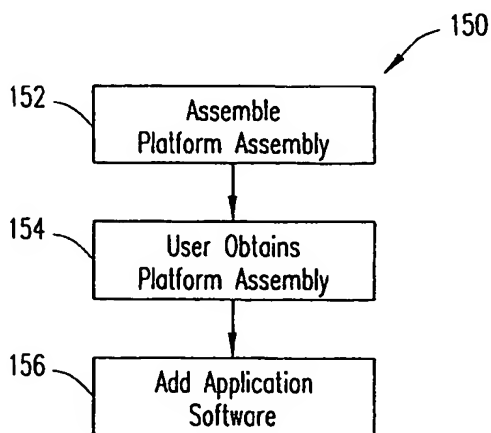 150
152
Assemble
Platform Assembly
154
User Obtains
Platform Assembly
156
Add Application
Software